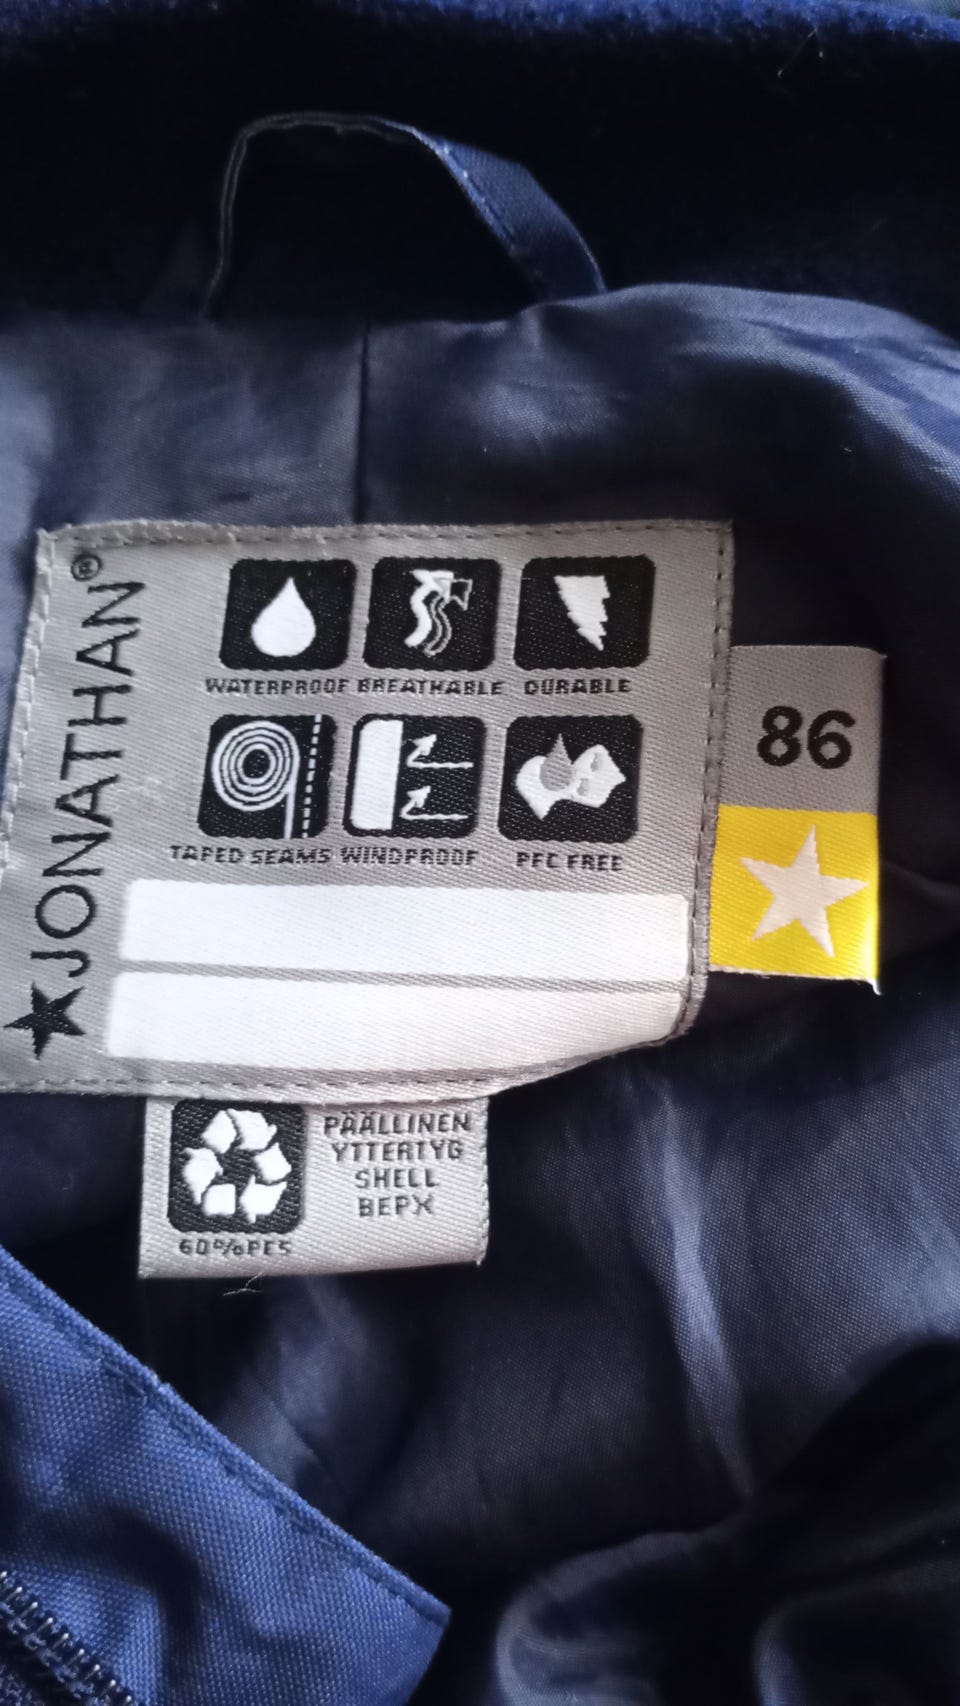 JONATHAN®
WATERPROOF BREATHABLE DURABLE
TAPED SEAMS WINDPROOF PFC FREE
86
60%PES
PÄÄLLINEN
YTTERTYG
SHELL
ВЕРХ